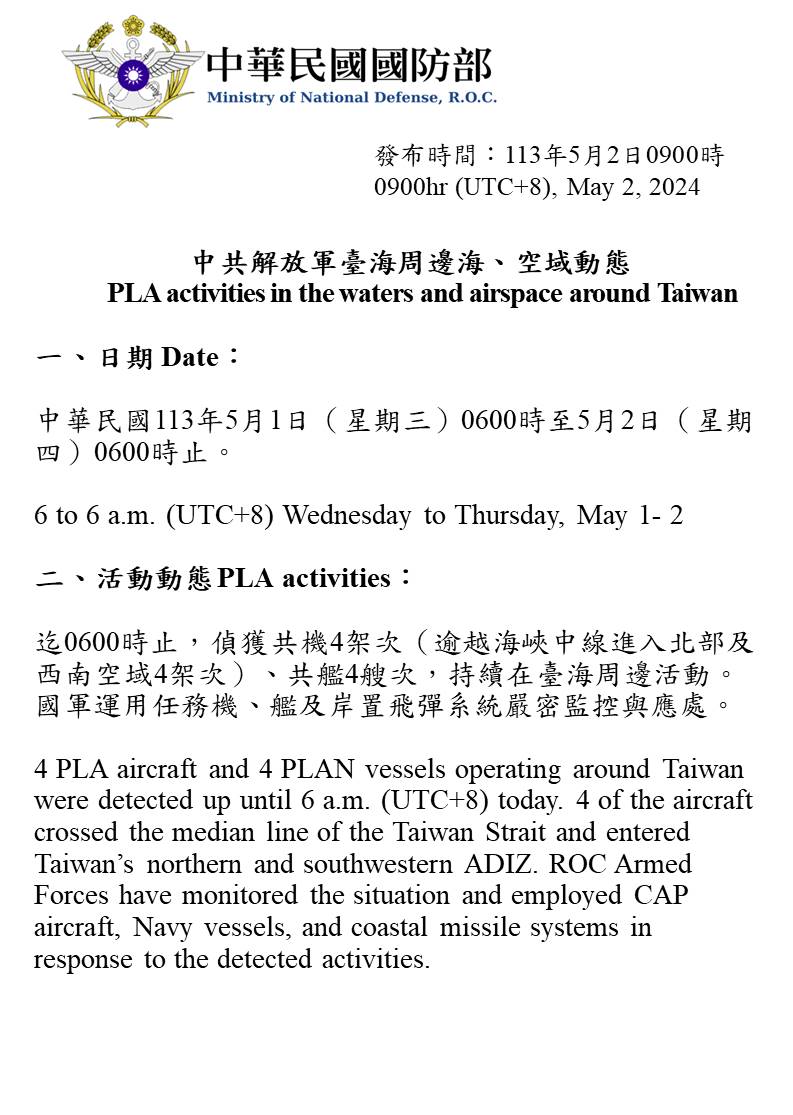 中華民國國防部
Ministry of National Defense, R.O.C.
發布時間：113年5月2日0900時
0900hr (UTC+8), May 2, 2024
中共解放軍臺海周邊海、空域動態
PLA activities in the waters and airspace around Taiwan
一、日期 Date：
中華民國113年5月1日（星期三）0600時至5月2日（星期
四）0600時止。
6 to 6 a.m. (UTC+8) Wednesday to Thursday, May 1- 2
二、活動動態 PLA activities：
迄0600時止，偵獲共機4架次（逾越海峽中線進入北部及
西南空域4架次）、共艦4艘次，持續在臺海周邊活動。
國軍運用任務機、艦及岸置飛彈系統嚴密監控與應處。
4 PLA aircraft and 4 PLAN vessels operating around Taiwan
were detected up until 6 a.m. (UTC+8) today. 4 of the aircraft
crossed the median line of the Taiwan Strait and entered
Taiwan’s northern and southwestern ADIZ. ROC Armed
Forces have monitored the situation and employed CAP
aircraft, Navy vessels, and coastal missile systems in
response to the detected activities.